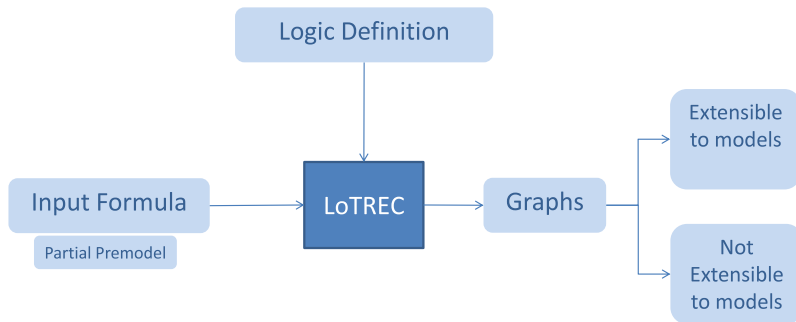 Logic Definition
Extensible
to models
Input Formula
LoTREC
Graphs
Partial Premodel
Not
Extensible
to models